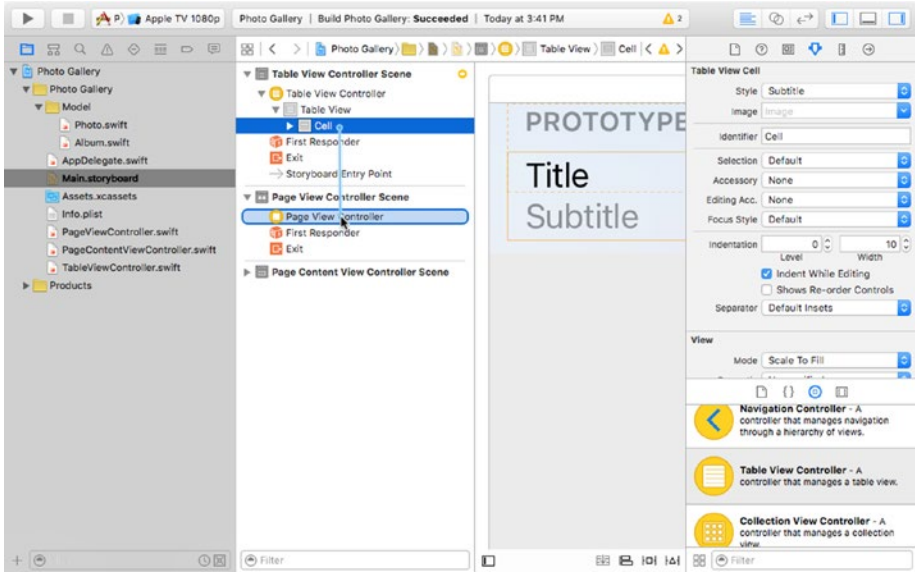 P) Apple TV 1080p
Photo Gallery | Build Photo Gallery: Succeeded | Today at 3:41 PM
2
Photo Gallery
Table View
Cell
Photo Gallery
Photo Gallery
Model
Photo.swift
Album.swift
AppDelegate.swift
Main.storyboard
Assets.xcassets
Info.plist
PageViewController.swift
PageContentViewController.swift
TableViewController.swift
Products
Table View Controller Scene
Table View Controller
Table View
Cell
First Responder
Exit
Storyboard Entry Point
Page View Controller Scene
Page View Controller
First Responder
Exit
Page Content View Controller Scene
Filter
PROTOTYPE
Title
Subtitle
Table View Cell
Style Subtitle
Image Image
Identifier Cell
Selection Default
Accessory None
Editing Acc. None
Focus Style Default
Indentation 0 10
Level Width
Indent While Editing
Shows Re-order Controls
Separator Default Insets
View
Mode Scale To Fill
Navigation Controller - A
controller that manages navigation
through a hierarchy of views.
Table View Controller - A
controller that manages a table view.
Collection View Controller - A
controller that manages a collection
view.
Filter